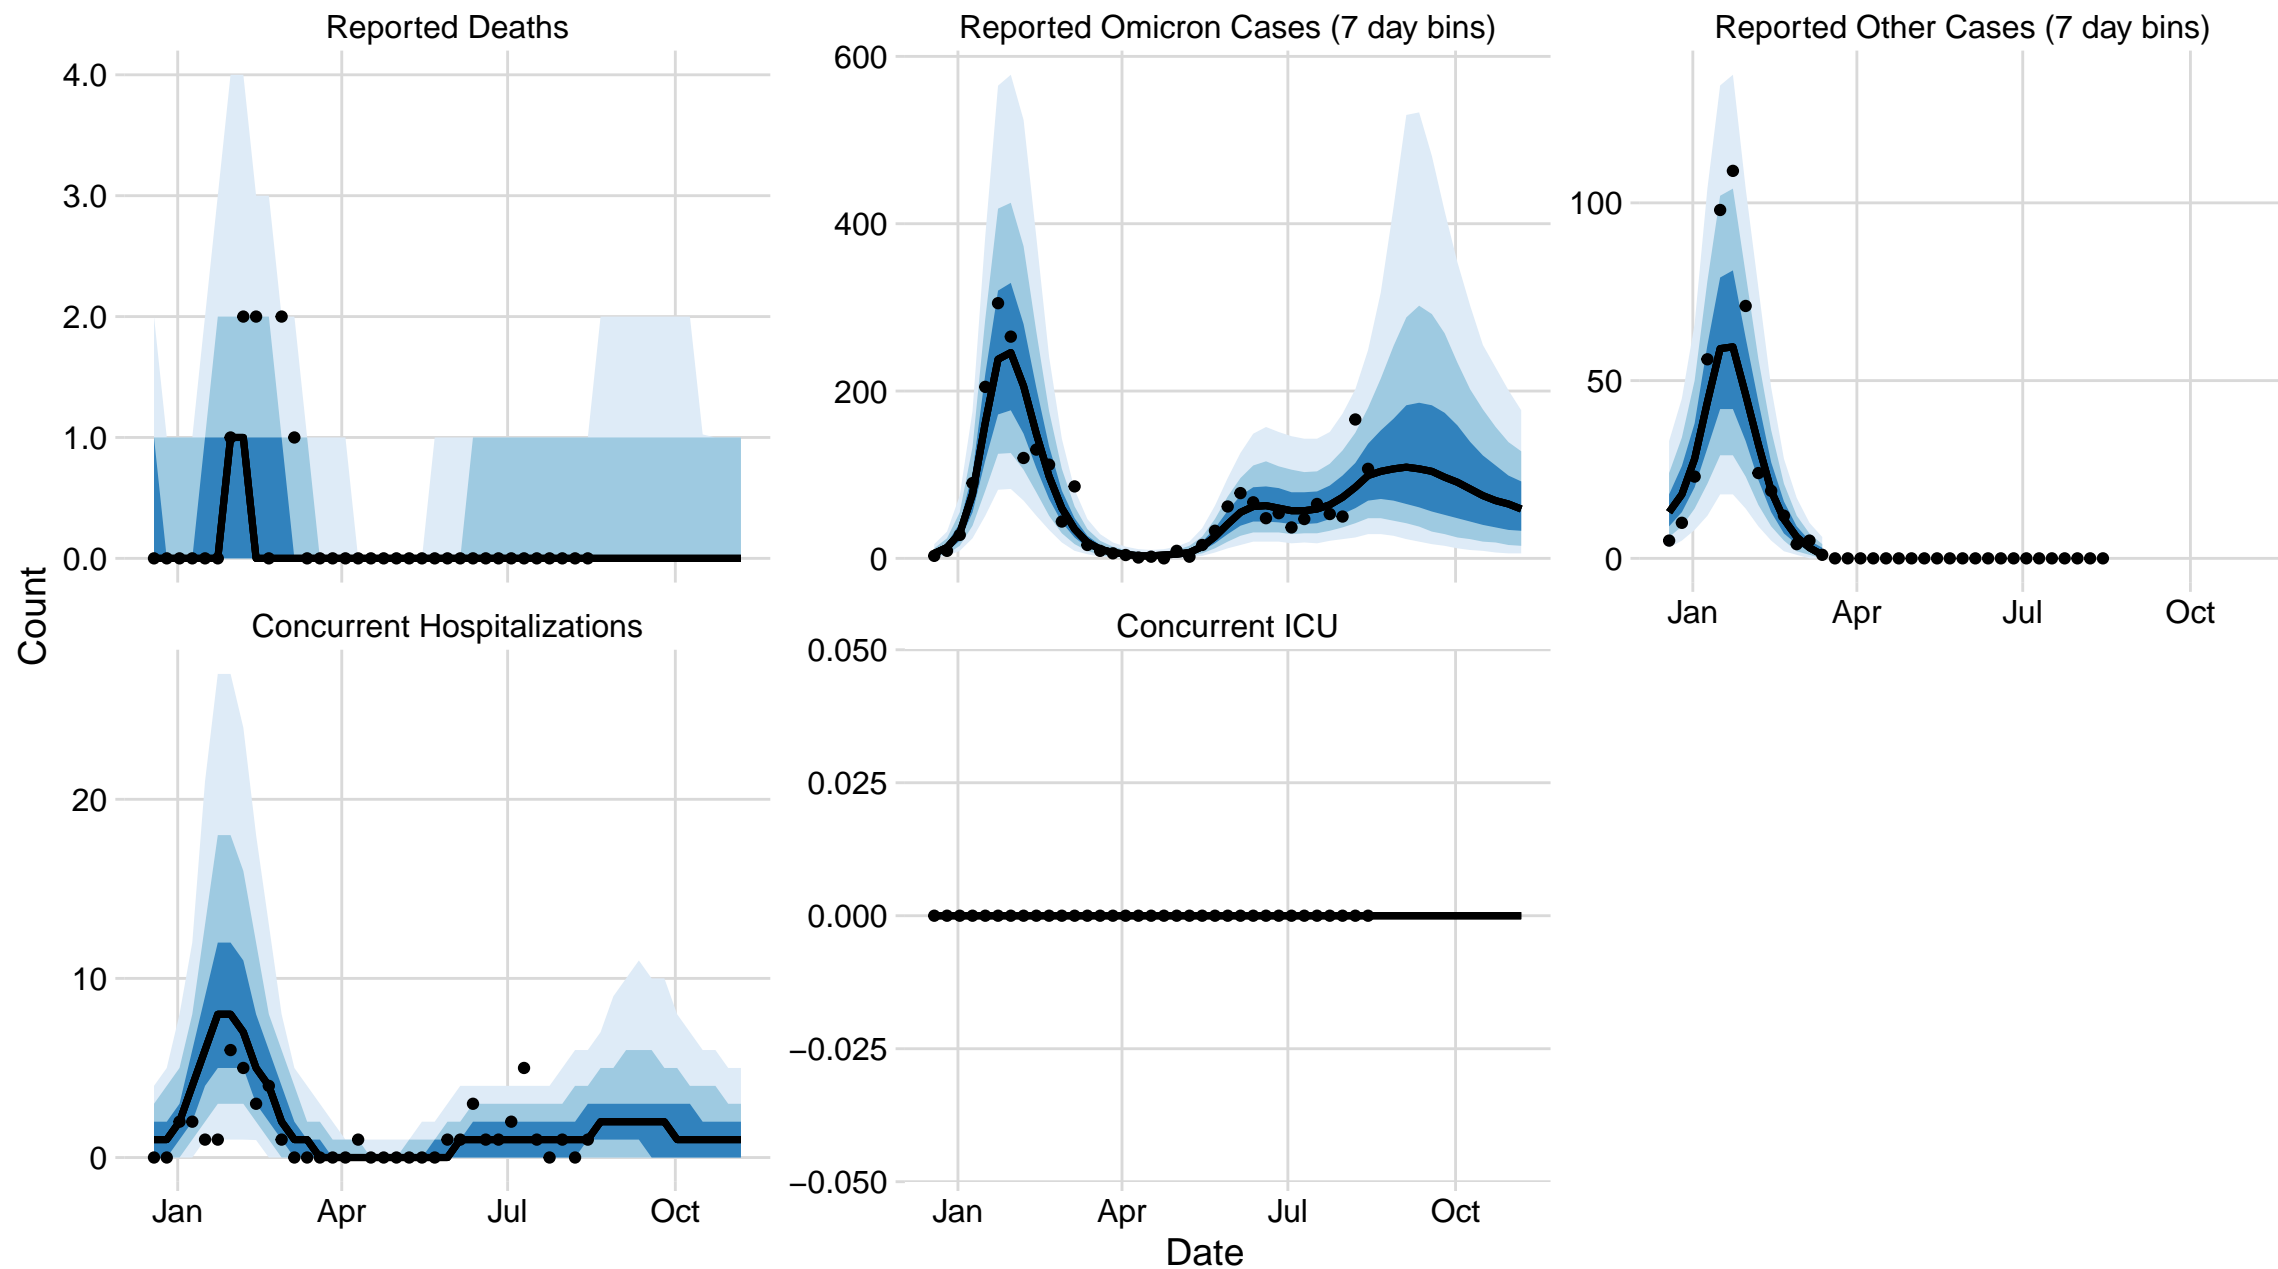 Reported Deaths
Reported Omicron Cases (7 day bins)
Reported Other Cases (7 day bins)
4.0
3.0
2.0
1.0
0.0
600
400
200
0
100
50
0
Jan Apr Jul Oct
Count
Concurrent Hospitalizations
Concurrent ICU
20
10
0
0.050
0.025
0.000
−0.025
−0.050
Jan Apr Jul Oct
Jan Apr Jul Oct
Date